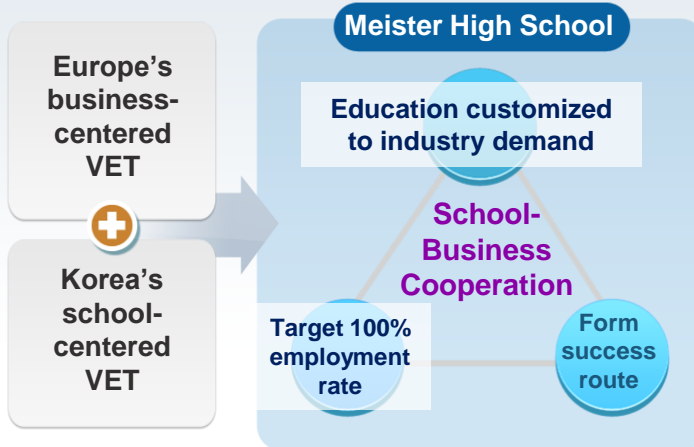 Europe's
business-
centered
VET
Korea's
school-
centered
VET
Meister High School
Education customized
to industry demand
School-
Business
Cooperation
Target 100%
employment
rate
Form
success
route